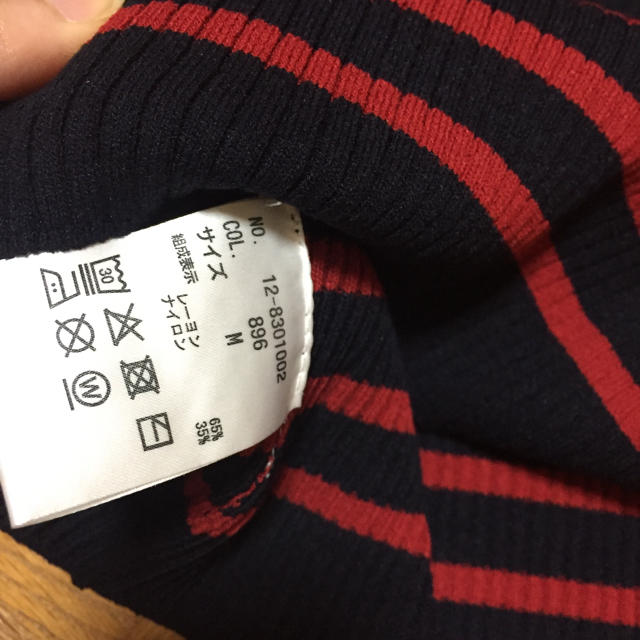 NO. 12-8301002
COL. 896
サイズ M
組成表示
レーヨン 65%
ナイロン 35%
30
W